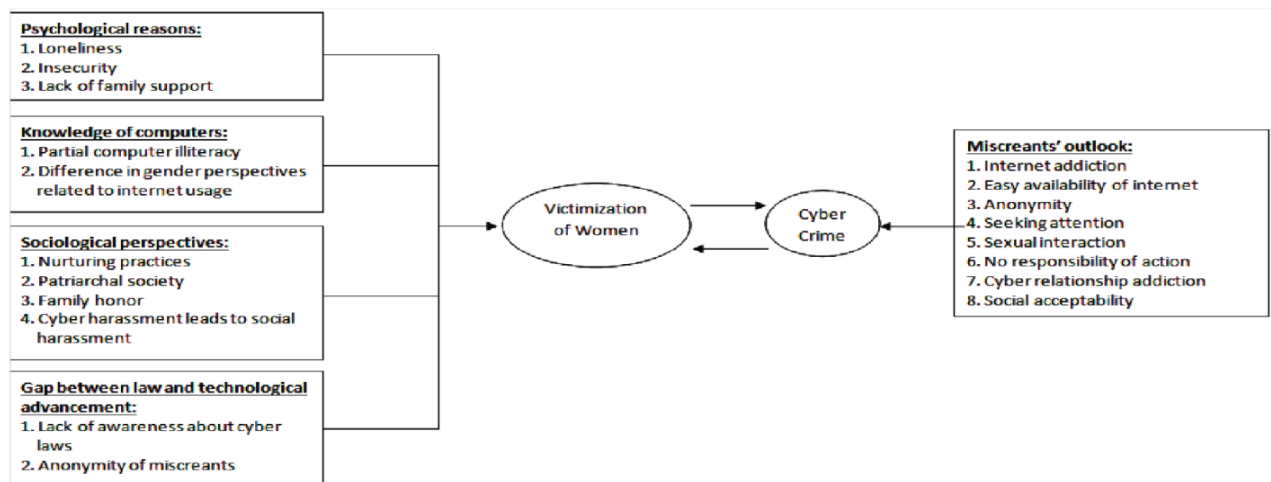 Psychological reasons:
1. Loneliness
2. Insecurity
3. Lack of family support
Knowledge of computers:
1. Partial computer illiteracy
2. Difference in gender perspectives
related to internet usage
Sociological perspectives:
1. Nurturing practices
2. Patriarchal society
3. Family honor
4. Cyber harassment leads to social
harassment
Gap between law and technological
advancement:
1. Lack of awareness about cyber
laws
2. Anonymity of miscreants
Victimization
of Women
Cyber
Crime
Miscreants’ outlook:
1. Internet addiction
2. Easy availability of internet
3. Anonymity
4. Seeking attention
5. Sexual interaction
6. No responsibility of action
7. Cyber relationship addiction
8. Social acceptability